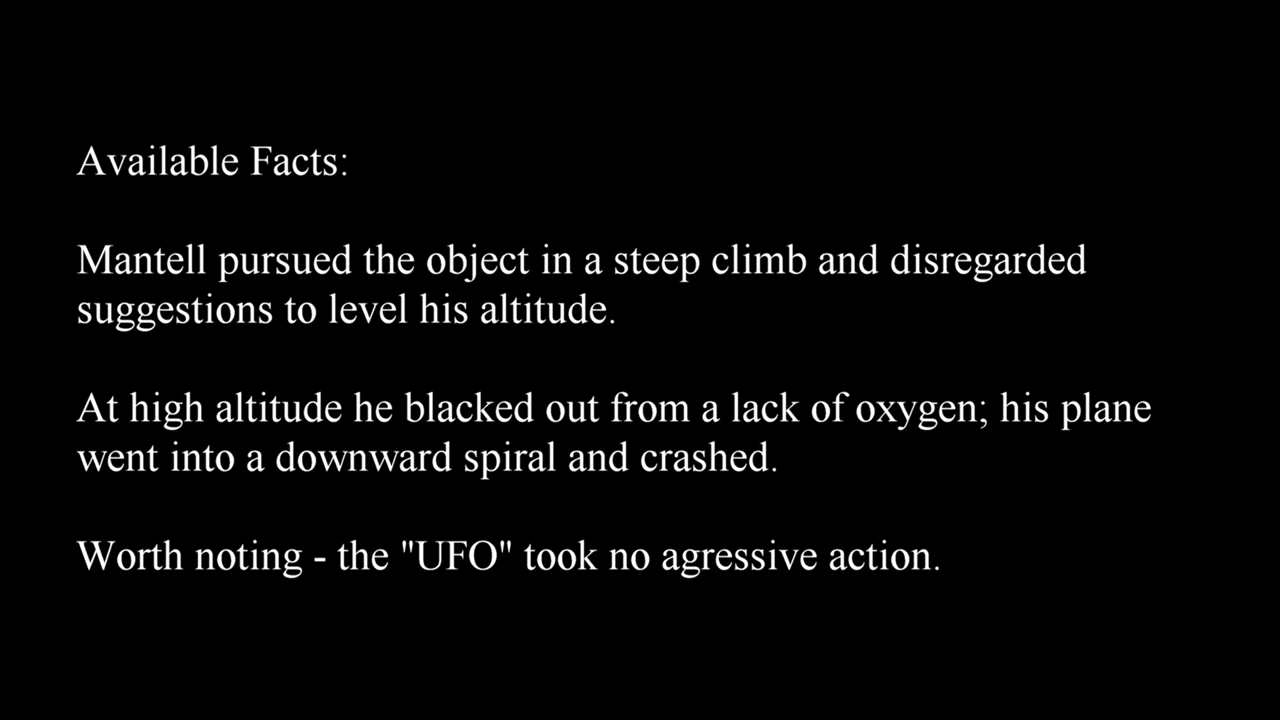 Available Facts:
Mantell pursued the object in a steep climb and disregarded
suggestions to level his altitude.
At high altitude he blacked out from a lack of oxygen; his plane
went into a downward spiral and crashed.
Worth noting - the "UFO" took no agressive action.